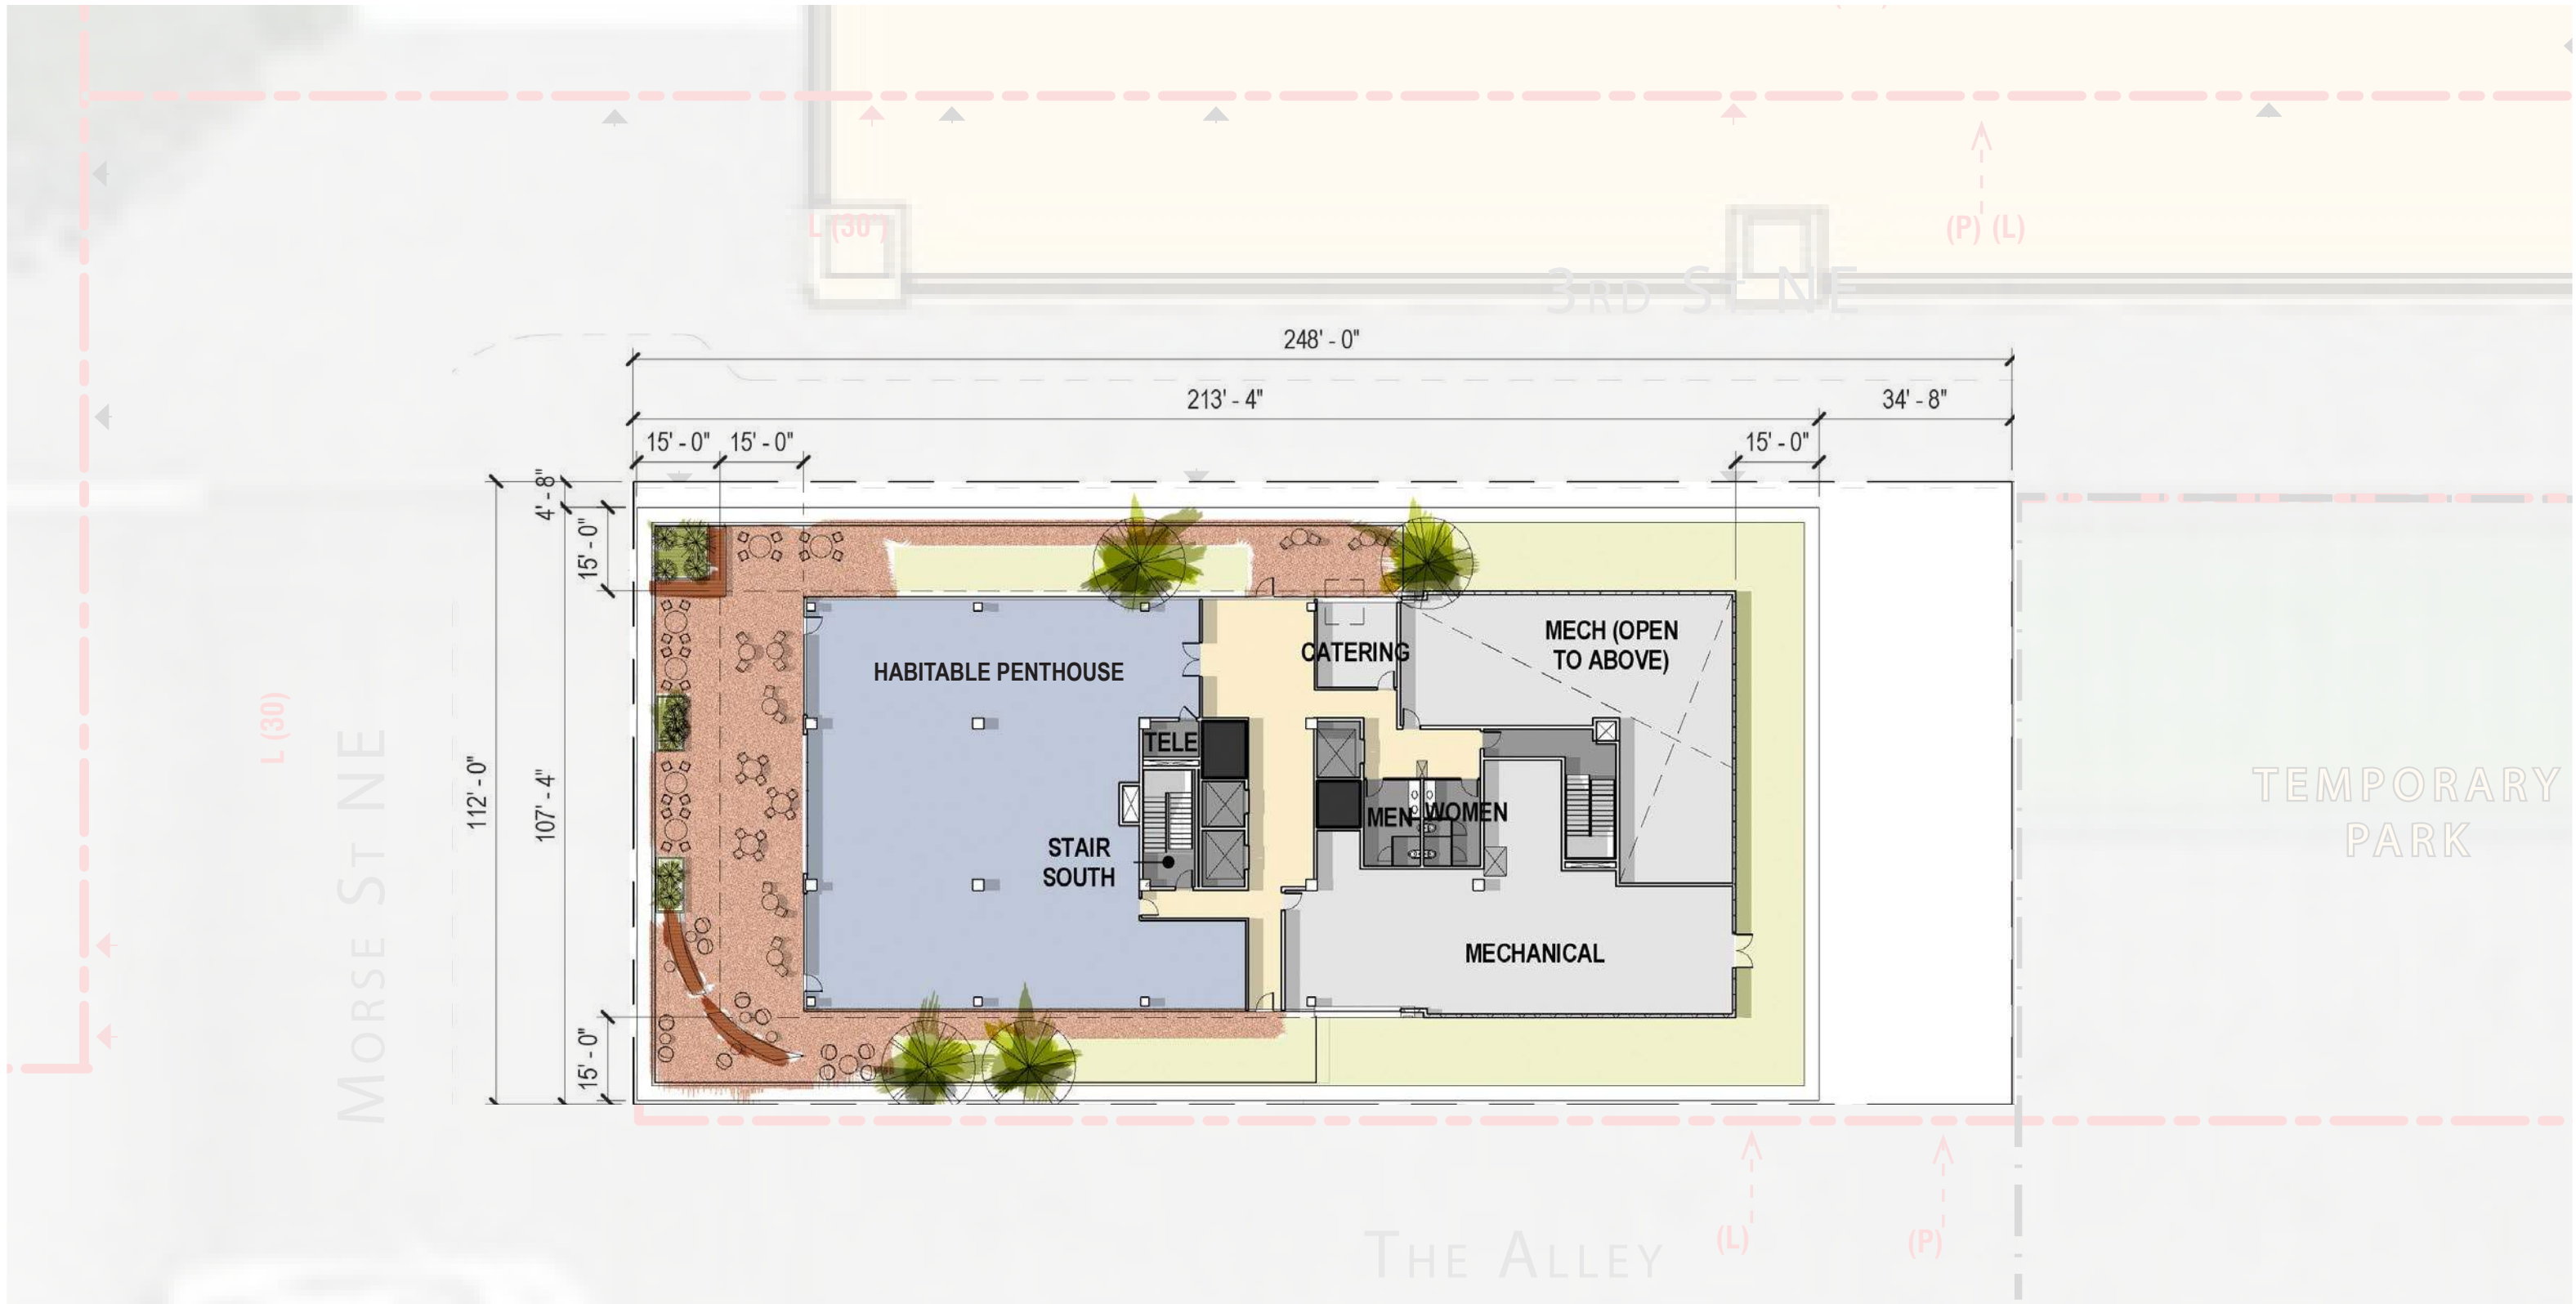 L (30')
(P) (L)
3RD ST NE
248' - 0"
213' - 4"
34' - 8"
15' - 0"
15' - 0"
15' - 0"
4' - 8"
15' - 0"
HABITABLE PENTHOUSE
CATERING
MECH (OPEN
TO ABOVE)
L (30)
MORSE ST NE
112' - 0"
107' - 4"
TELE
MEN
WOMEN
STAIR
SOUTH
MECHANICAL
TEMPORARY
PARK
15' - 0"
THE ALLEY
(L)
(P)